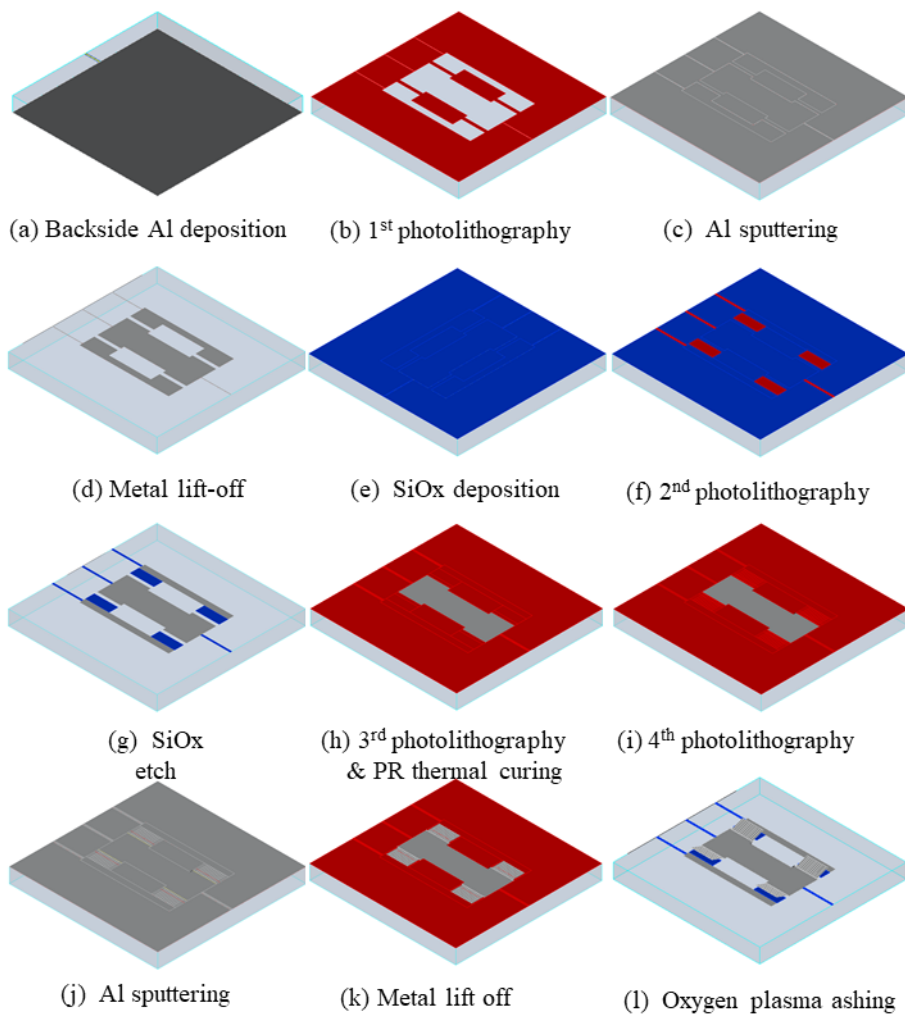 (a) Backside Al deposition
(b) 1st photolithography
(c) Al sputtering
(d) Metal lift-off
(e) SiOx deposition
(f) 2nd photolithography
(g) SiOx
etch
(h) 3rd photolithography
& PR thermal curing
(i) 4th photolithography
(j) Al sputtering
(k) Metal lift off
(l) Oxygen plasma ashing